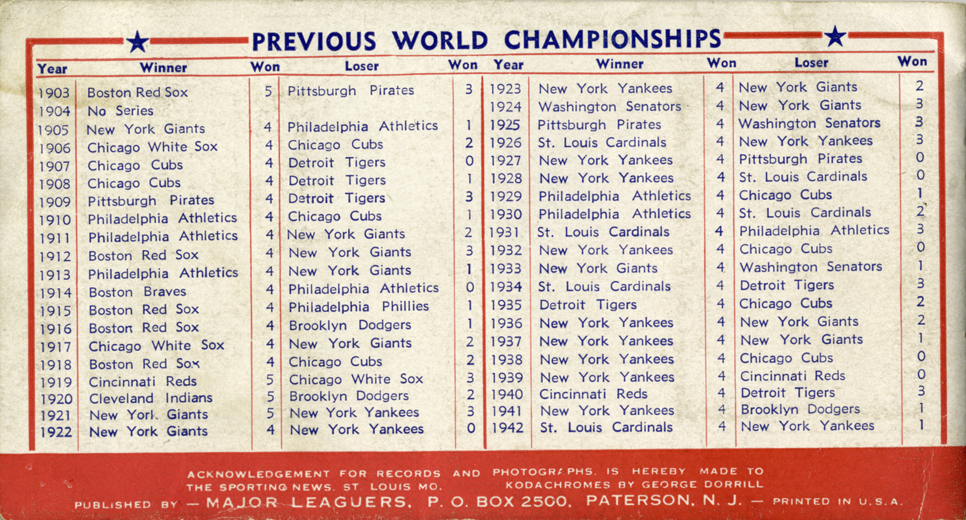 PREVIOUS WORLD CHAMPIONSHIPS
Year Winner Won Loser Won Year Winner Won Loser Won
1903 Boston Red Sox 5 Pittsburgh Pirates 3 1923 New York Yankees 4 New York Giants 2
1904 No Series 1924 Washington Senators 4 New York Giants 3
1905 New York Giants 4 Philadelphia Athletics 1 1925 Pittsburgh Pirates 4 Washington Senators 3
1906 Chicago White Sox 4 Chicago Cubs 2 1926 St. Louis Cardinals 4 New York Yankees 3
1907 Chicago Cubs 4 Detroit Tigers 0 1927 New York Yankees 4 Pittsburgh Pirates 0
1908 Chicago Cubs 4 Detroit Tigers 1 1928 New York Yankees 4 St. Louis Cardinals 0
1909 Pittsburgh Pirates 4 Detroit Tigers 3 1929 Philadelphia Athletics 4 Chicago Cubs 1
1910 Philadelphia Athletics 4 Chicago Cubs 1 1930 Philadelphia Athletics 4 St. Louis Cardinals 2
1911 Philadelphia Athletics 4 New York Giants 2 1931 St. Louis Cardinals 4 Philadelphia Athletics 3
1912 Boston Red Sox 4 New York Giants 3 1932 New York Yankees 4 Chicago Cubs 0
1913 Philadelphia Athletics 4 New York Giants 1 1933 New York Giants 4 Washington Senators 1
1914 Boston Braves 4 Philadelphia Athletics 0 1934 St. Louis Cardinals 4 Detroit Tigers 3
1915 Boston Red Sox 4 Philadelphia Phillies 1 1935 Detroit Tigers 4 Chicago Cubs 2
1916 Boston Red Sox 4 Brooklyn Dodgers 1 1936 New York Yankees 4 New York Giants 2
1917 Chicago White Sox 4 New York Giants 2 1937 New York Yankees 4 New York Giants 1
1918 Boston Red Sox 4 Chicago Cubs 2 1938 New York Yankees 4 Chicago Cubs 0
1919 Cincinnati Reds 5 Chicago White Sox 3 1939 New York Yankees 4 Cincinnati Reds 0
1920 Cleveland Indians 5 Brooklyn Dodgers 2 1940 Cincinnati Reds 4 Detroit Tigers 3
1921 New York Giants 5 New York Yankees 3 1941 New York Yankees 4 Brooklyn Dodgers 1
1922 New York Giants 4 New York Yankees 0 1942 St. Louis Cardinals 4 New York Yankees 1
ACKNOWLEDGEMENT FOR RECORDS AND PHOTOGRAPHS, IS HEREBY MADE TO
THE SPORTING NEWS, ST. LOUIS MO. KODACHROMES BY GEORGE DORRILL
PUBLISHED BY — MAJOR LEAGUERS, P. O. BOX 2500, PATERSON, N. J. — PRINTED IN U.S.A.